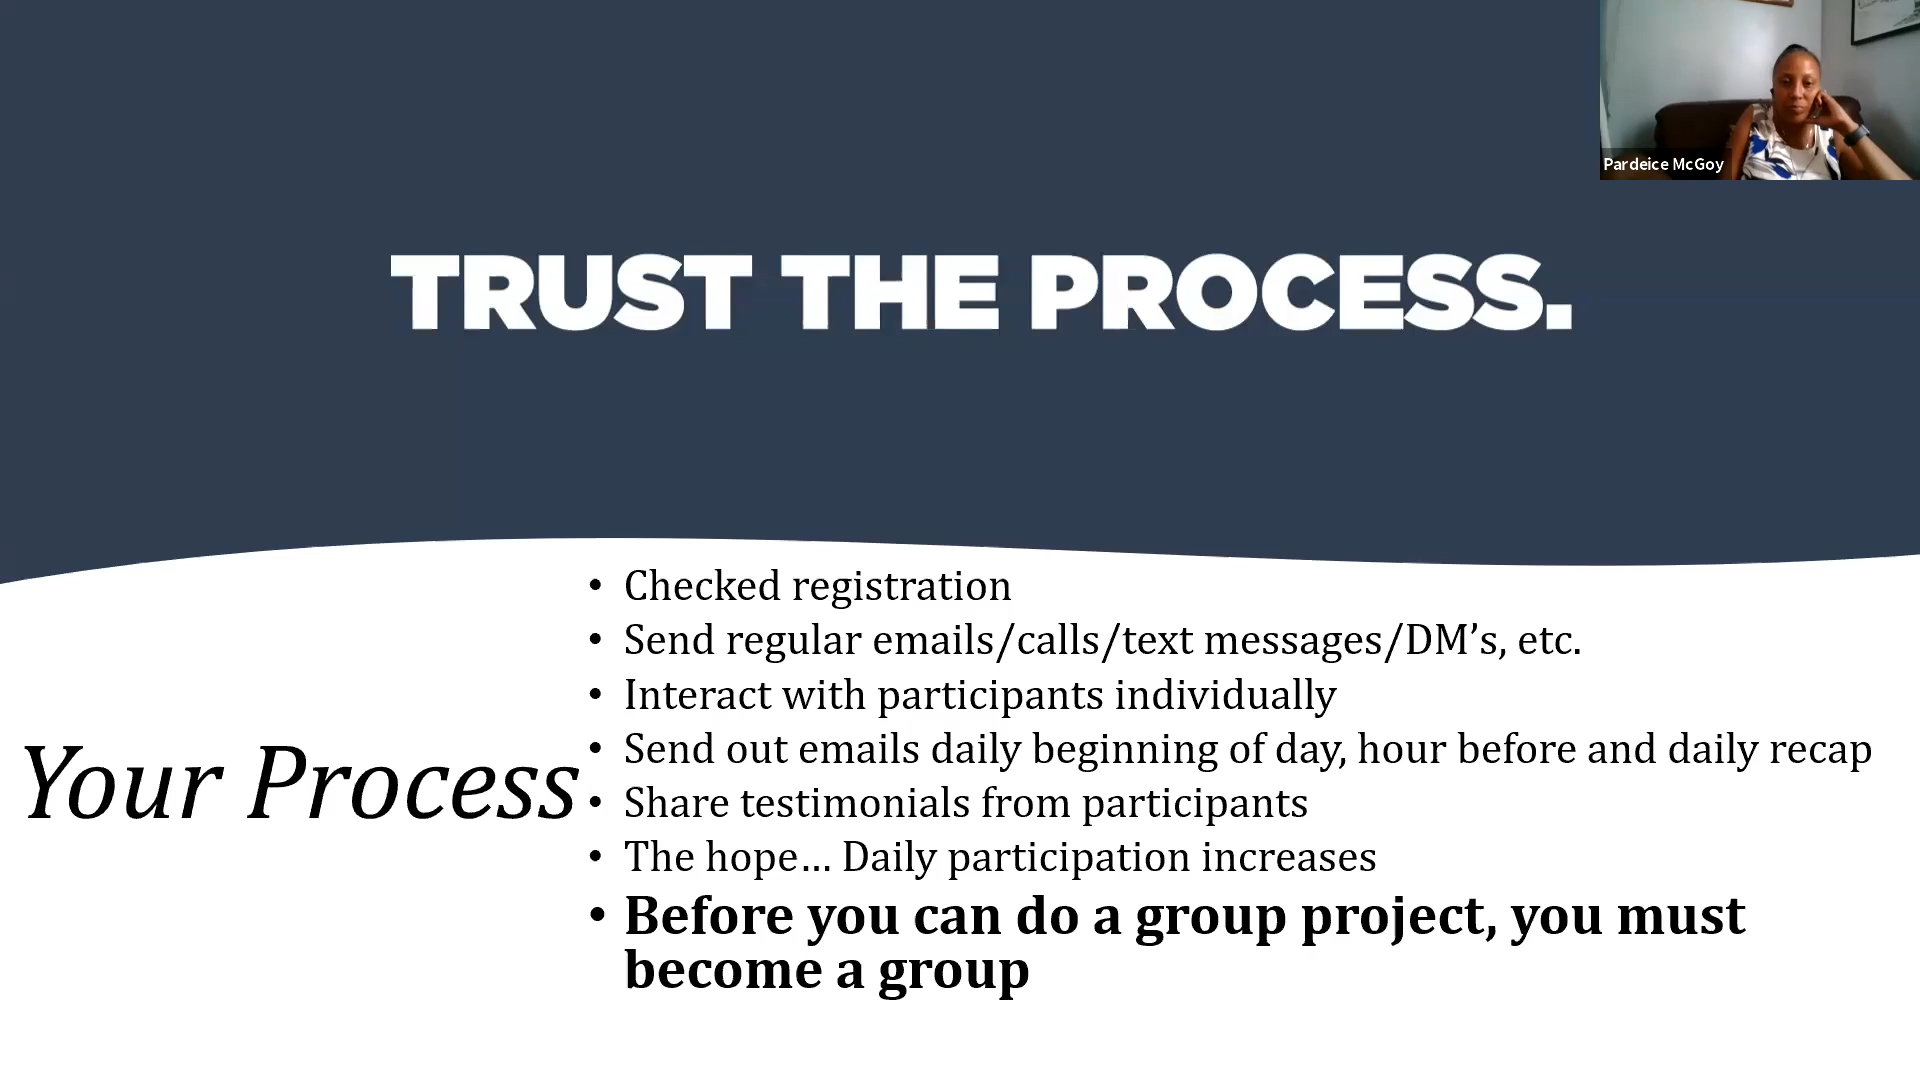 Pardeice McGoy
TRUST THE PROCESS.
Your Process
• Checked registration
• Send regular emails/calls/text messages/DM’s, etc.
• Interact with participants individually
• Send out emails daily beginning of day, hour before and daily recap
• Share testimonials from participants
• The hope… Daily participation increases
• Before you can do a group project, you must
become a group